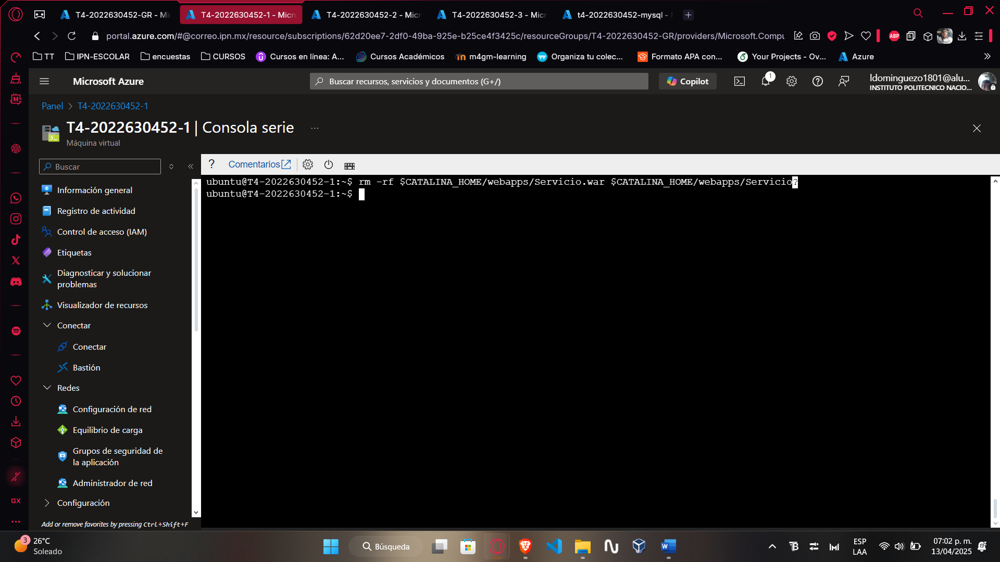 T4-2022630452-GR - Mi
T4-2022630452-1 - Micro
T4-2022630452-2 - Micr
T4-2022630452-3 - Micr
t4-2022630452-mysql -
portal.azure.com/#@correo.ipn.mx/resource/subscriptions/62d20ee7-2df0-49ba-925e-b25ce4f3425c/resourceGroups/T4-2022630452-GR/providers/Microsoft.Compu
ABP
TT
IPN-ESCOLAR
encuestas
CURSOS
Cursos en línea: A...
Cursos Académicos
m4gm-learning
Organiza tu colec...
Formato APA con...
Your Projects - Ov...
Azure
Microsoft Azure
Buscar recursos, servicios y documentos (G+/)
Copilot
1
ldominguezo1801@alu...
INSTITUTO POLITECNICO NACIO...
Panel > T4-2022630452-1
T4-2022630452-1 | Consola serie
Máquina virtual
Buscar
? Comentarios
Información general
Registro de actividad
Control de acceso (IAM)
Etiquetas
Diagnosticar y solucionar
problemas
Visualizador de recursos
Conectar
Conectar
Bastión
Redes
Configuración de red
Equilibrio de carga
Grupos de seguridad de
la aplicación
Administrador de red
Configuración
Add or remove favorites by pressing Ctrl+Shift+F
ubuntu@T4-2022630452-1:~$ rm -rf $CATALINA_HOME/webapps/Servicio.war $CATALINA_HOME/webapps/Servicio?
ubuntu@T4-2022630452-1:~$
GX
3
26°C
Soleado
Búsqueda
ESP
LAA
07:02 p. m.
13/04/2025